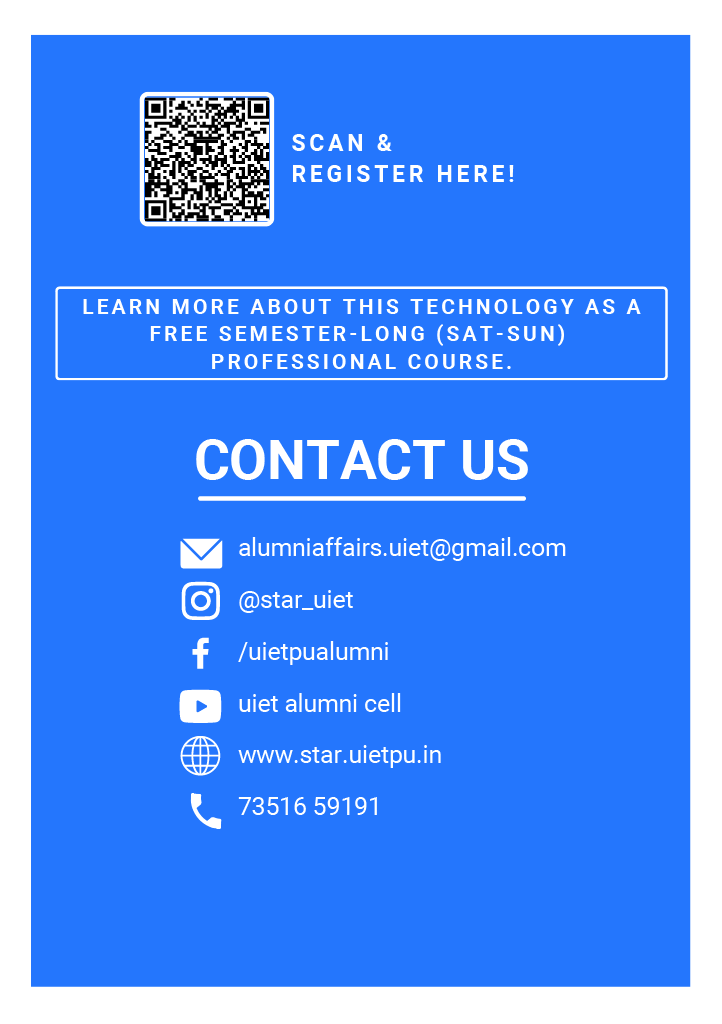 SCAN &
REGISTER HERE!
LEARN MORE ABOUT THIS TECHNOLOGY AS A
FREE SEMESTER-LONG (SAT-SUN)
PROFESSIONAL COURSE.
CONTACT US
alumniaffairs.uiet@gmail.com
@star_uiet
/uietpualumni
uiet alumni cell
www.star.uietpu.in
73516 59191